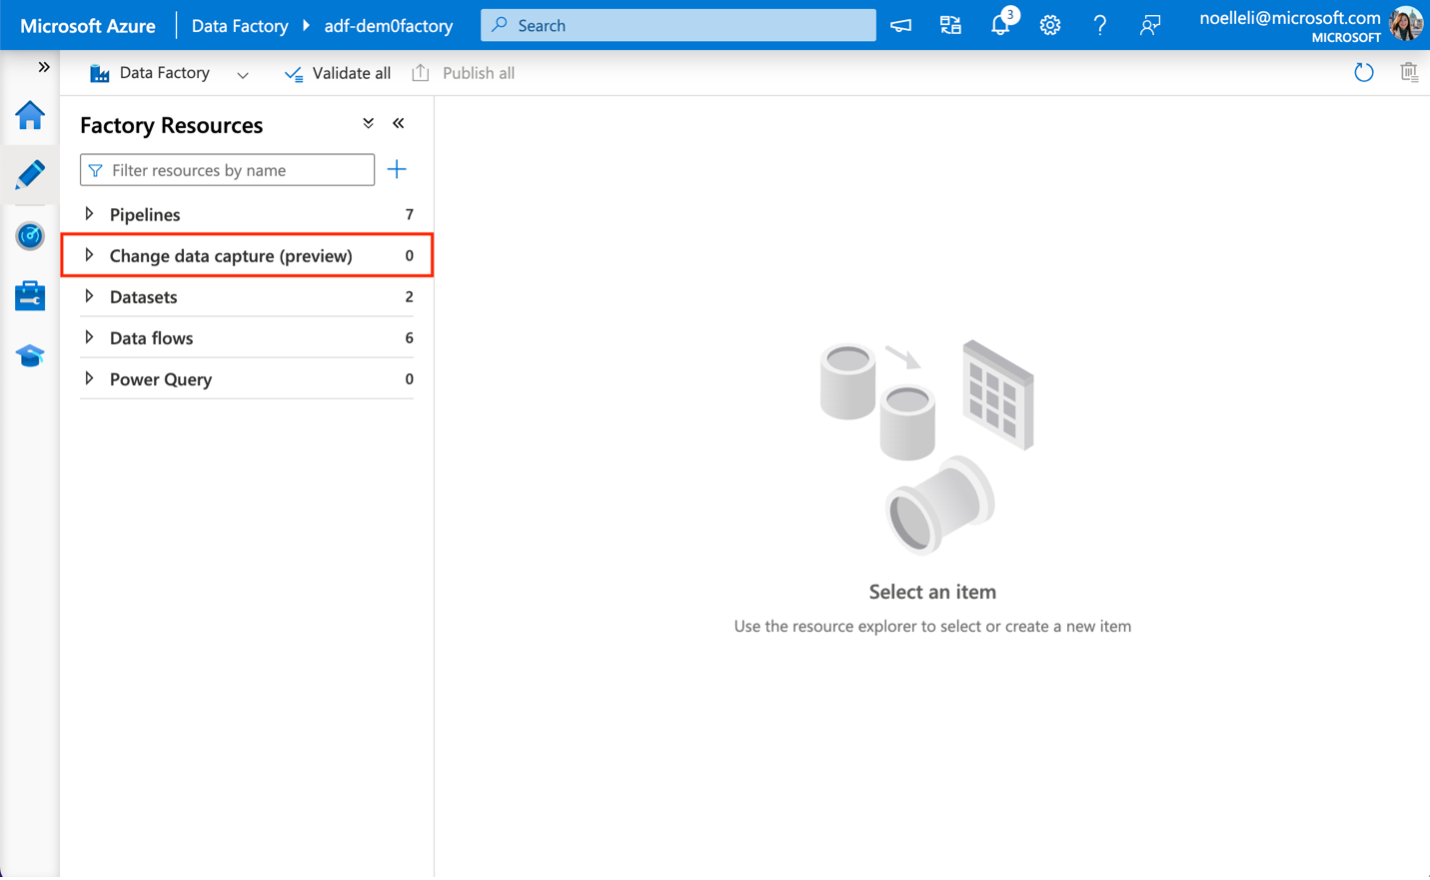 Microsoft Azure Data Factory adf-dem0factory Search 3 noelleli@microsoft.com
MICROSOFT
Data Factory Validate all Publish all
Factory Resources
Filter resources by name
Pipelines 7
Change data capture (preview) 0
Datasets 2
Data flows 6
Power Query 0
Select an item
Use the resource explorer to select or create a new item